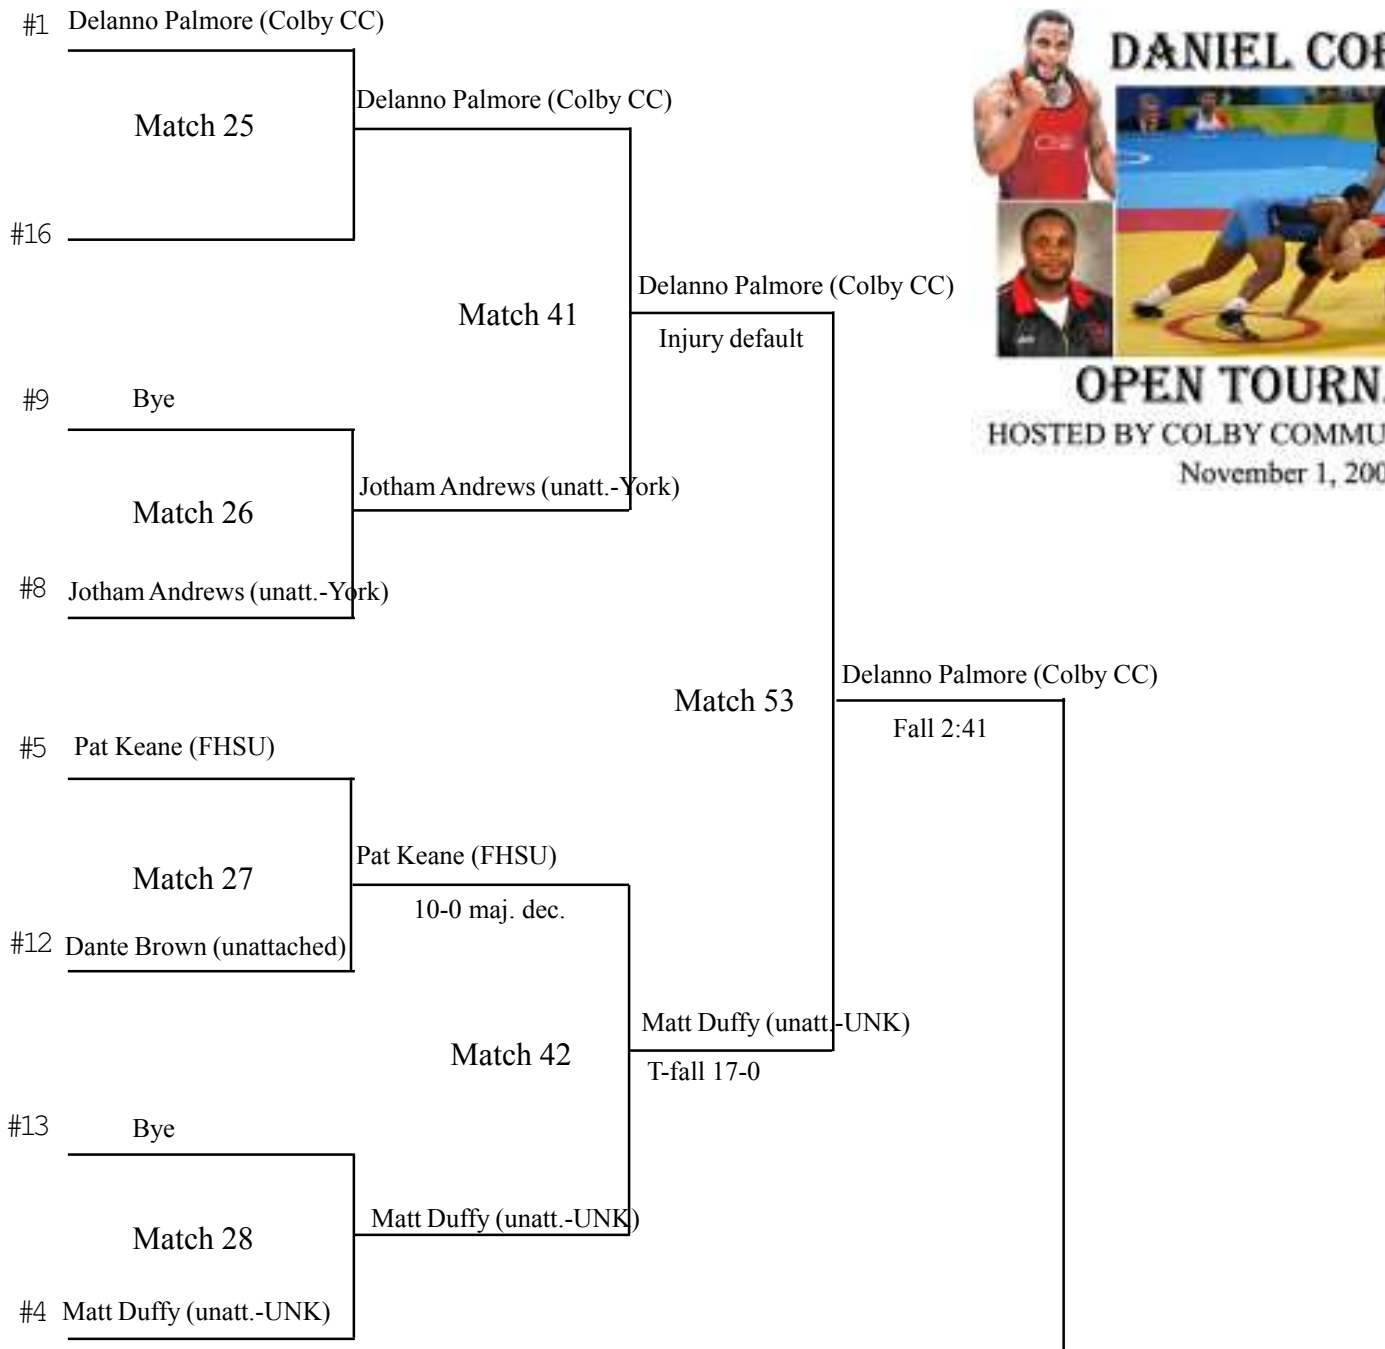 #1 Delanno Palmore (Colby CC)
Match 25
#16
Delanno Palmore (Colby CC)
Match 41
#9 Bye
Match 26
#8 Jotham Andrews (unatt.-York)
Jotham Andrews (unatt.-York)
Delanno Palmore (Colby CC)
Injury default
Match 53
#5 Pat Keane (FHSU)
Match 27
#12 Dante Brown (unattached)
Pat Keane (FHSU)
10-0 maj. dec.
Match 42
#13 Bye
Match 28
#4 Matt Duffy (unatt.-UNK)
Matt Duffy (unatt.-UNK)
Matt Duffy (unatt.-UNK)
T-fall 17-0
Delanno Palmore (Colby CC)
Fall 2:41
DANIEL
OPEN
HOSTED BY COLBY
November 1,